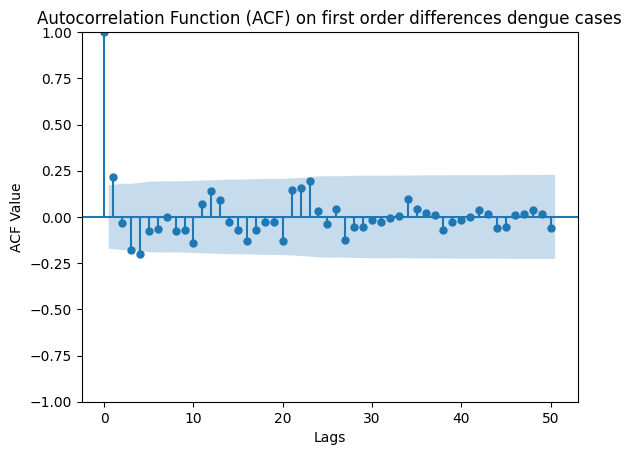 Autocorrelation Function (ACF) on first order differences dengue cases
1.00
0.75
0.50
0.25
0.00
−0.25
−0.50
−0.75
−1.00
ACF Value
0 10 20 30 40 50
Lags